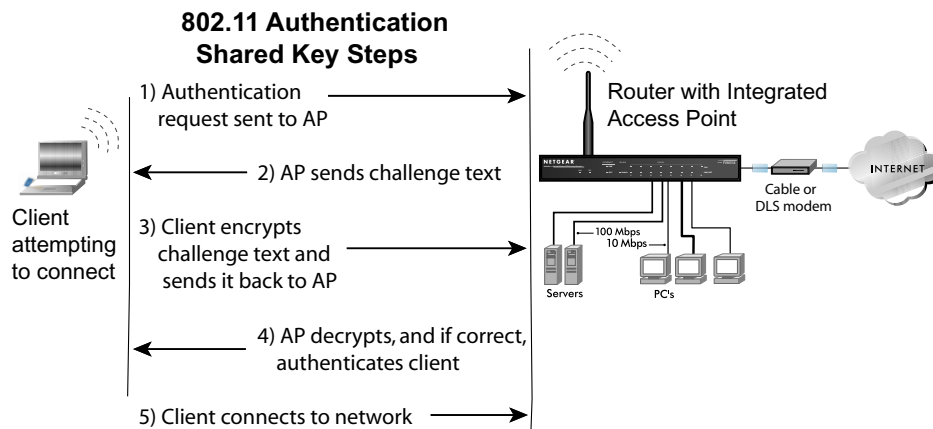 802.11 Authentication
Shared Key Steps
1) Authentication
request sent to AP
2) AP sends challenge text
3) Client encrypts
challenge text and
sends it back to AP
4) AP decrypts, and if correct,
authenticates client
5) Client connects to network
Client
attempting
to connect
Router with Integrated
Access Point
NETGEAR
Cable or
DLS modem
INTERNET
100 Mbps
10 Mbps
Servers
PC's